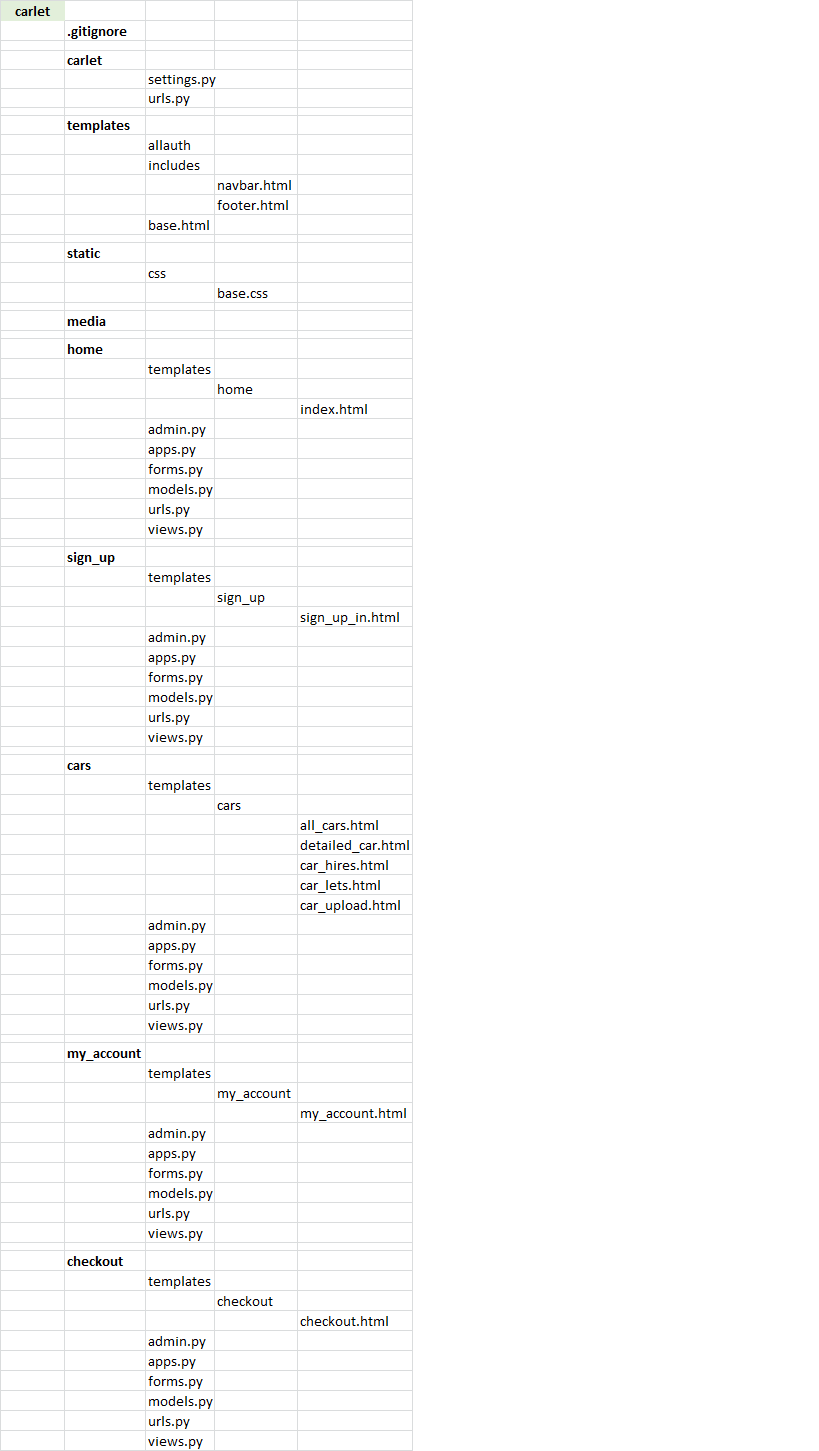 carlet
.gitignore
carlet
settings.py
urls.py
templates
allauth
includes
navbar.html
footer.html
base.html
static
css
base.css
media
home
templates
home
index.html
admin.py
apps.py
forms.py
models.py
urls.py
views.py
sign_up
templates
sign_up
sign_up_in.html
admin.py
apps.py
forms.py
models.py
urls.py
views.py
cars
templates
cars
all_cars.html
detailed_car.html
car_hires.html
car_lets.html
car_upload.html
admin.py
apps.py
forms.py
models.py
urls.py
views.py
my_account
templates
my_account
my_account.html
admin.py
apps.py
forms.py
models.py
urls.py
views.py
checkout
templates
checkout
checkout.html
admin.py
apps.py
forms.py
models.py
urls.py
views.py